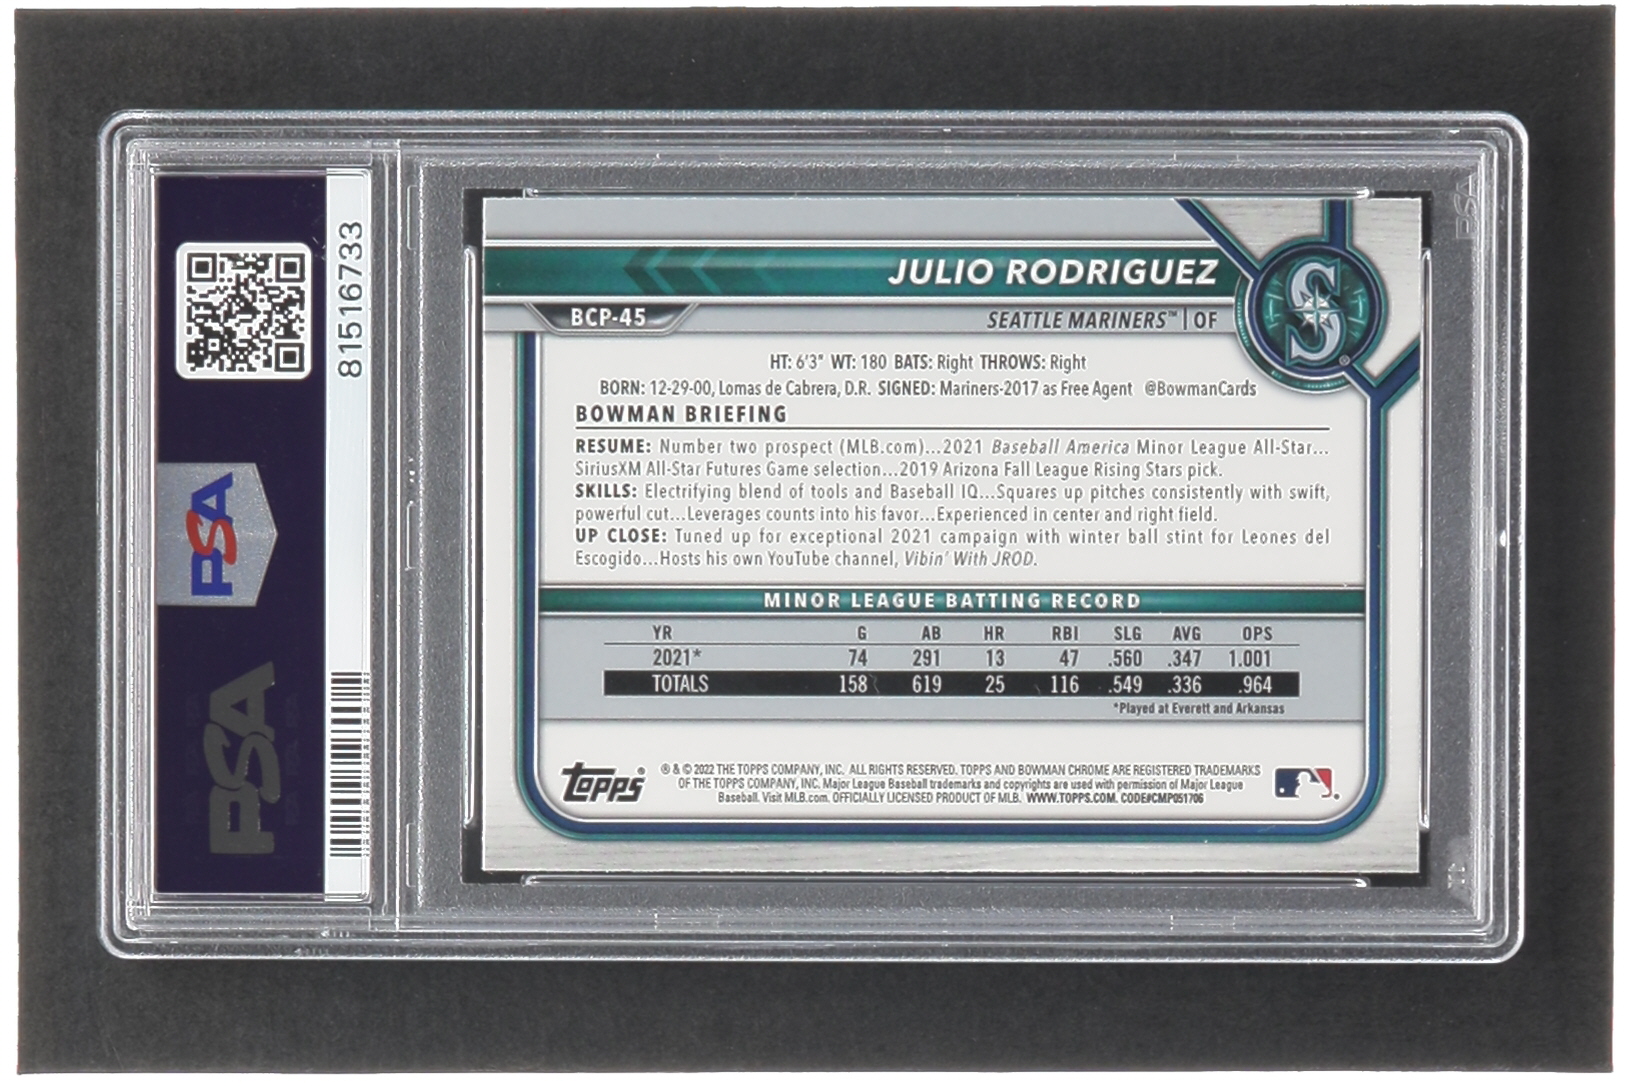 JULIO RODRIGUEZ
BCP-45
SEATTLE MARINERS™ | OF
S
®
HT: 6'3" WT: 180 BATS: Right THROWS: Right
BORN: 12-29-00, Lomas de Cabrera, D.R. SIGNED: Mariners-2017 as Free Agent @BowmanCards
BOWMAN BRIEFING
RESUME: Number two prospect (MLB.com)...2021 Baseball America Minor League All-Star...
SiriusXM All-Star Futures Game selection...2019 Arizona Fall League Rising Stars pick.
SKILLS: Electrifying blend of tools and Baseball IQ...Squares up pitches consistently with swift,
powerful cut...Leverages counts into his favor...Experienced in center and right field.
UP CLOSE: Tuned up for exceptional 2021 campaign with winter ball stint for Leones del
Escogido...Hosts his own YouTube channel, Vibin' With JROD.
MINOR LEAGUE BATTING RECORD
YR G AB HR RBI SLG AVG OPS
2021* 74 291 13 47 .560 .347 1.001
TOTALS 158 619 25 116 .549 .336 .964
*Played at Everett and Arkansas
Topps®
® & © 2022 THE TOPPS COMPANY, INC. ALL RIGHTS RESERVED. TOPPS AND BOWMAN CHROME ARE REGISTERED TRADEMARKS
OF THE TOPPS COMPANY, INC. Major League Baseball trademarks and copyrights are used with permission of Major League
Baseball. Visit MLB.com. OFFICIALLY LICENSED PRODUCT OF MLB. WWW.TOPPS.COM. CODE#CMP051706
81516733
PSA
PSA
PSA